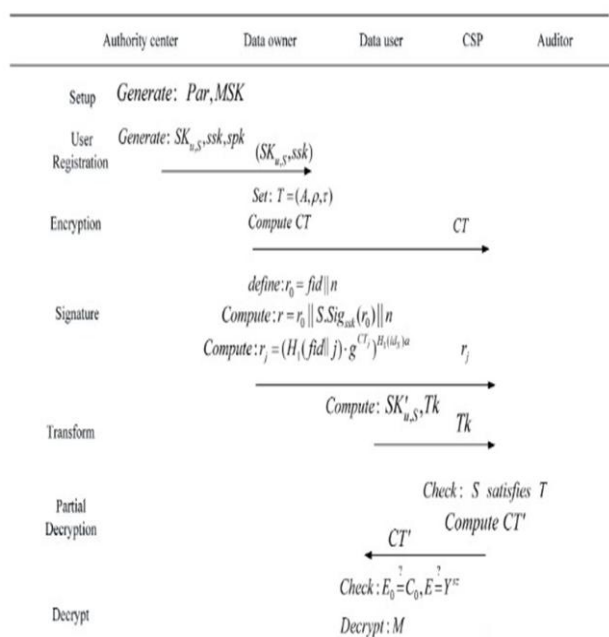 Authority center Data owner Data user CSP Auditor
Setup Generate: Par,MSK
User Registration Generate: SK_{u,S},ssk,spk (SK_{u,S},ssk)
Set: T=(A,ρ,τ)
Encryption Compute CT CT
define:r_0=fid||n
Signature Compute:r=r_0||S.Sig_{ssk}(r_0)||n
Compute:r_j=(H_1(fid||j)·g^{CT_j})^{H_1(id_S)a} r_j
Compute: SK'_{u,S},Tk
Transform Tk
Check: S satisfies T
Partial Decryption Compute CT'
CT'
Check:E_0≟C_0,E≟Y^{sz}
Decrypt Decrypt:M